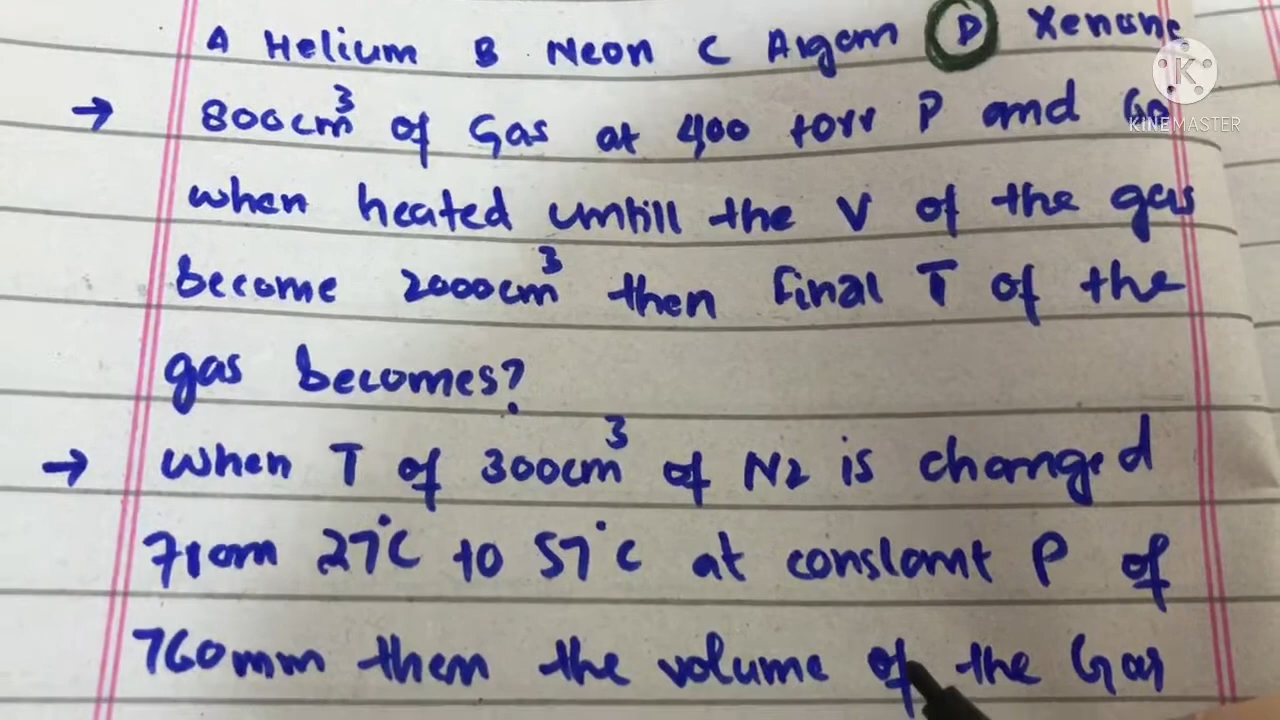 A Helium B Neon C Argon D Xenone
→ 800cm³ of Gas at 400 torr P and
when heated untill the V of the gas
become 2000cm³ then final T of the
gas becomes?
→ when T of 300cm³ of N2 is changed
from 27°C to 57°C at constant P of
760mm then the volume of the Gas
K
KINEMASTER